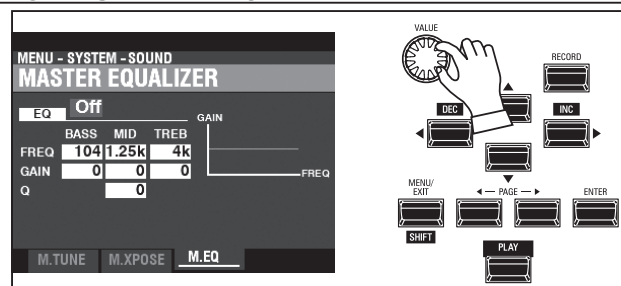 MENU - SYSTEM - SOUND
MASTER EQUALIZER
EQ Off
GAIN
BASS MID TREB
FREQ 104 1.25k 4k
GAIN 0 0 0
FREQ
Q 0
M.TUNE M.XPOSE M.EQ
VALUE
RECORD
DEC INC
MENU/
EXIT
PAGE
ENTER
SHIFT
PLAY